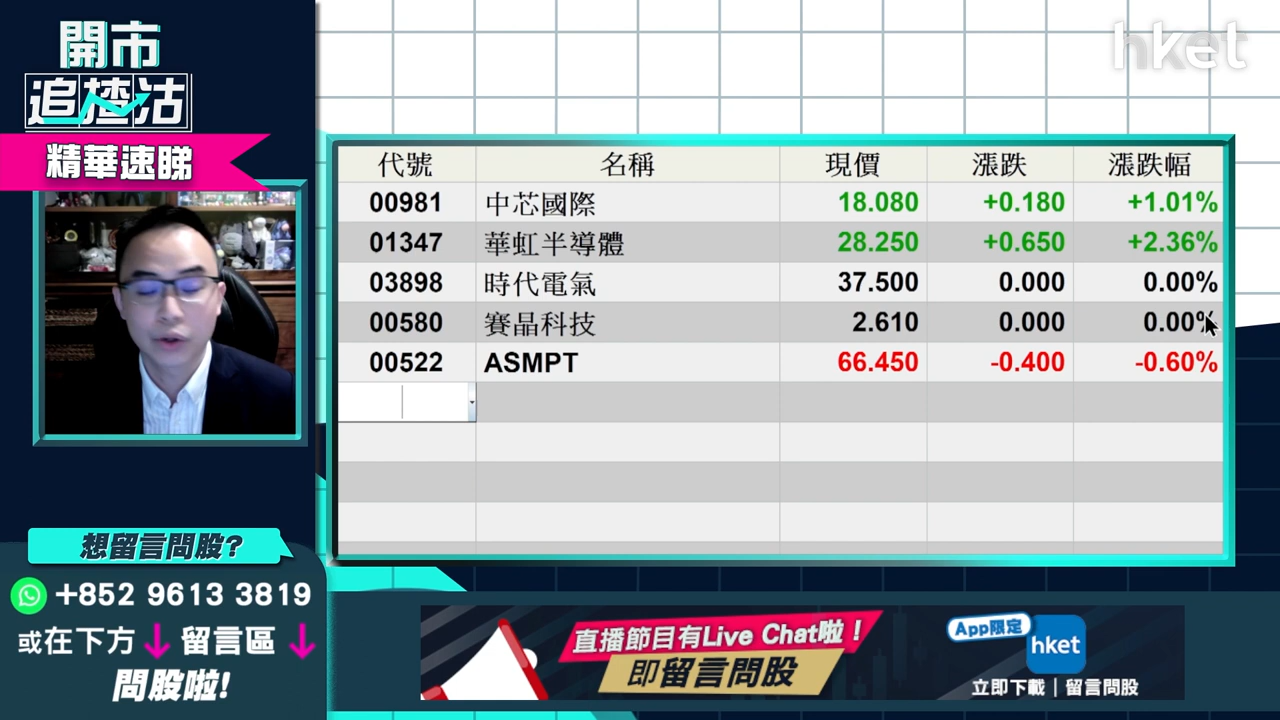 開市
追揸沽
精華速睇
hket
代號 名稱 現價 漲跌 漲跌幅
00981 中芯國際 18.080 +0.180 +1.01%
01347 華虹半導體 28.250 +0.650 +2.36%
03898 時代電氣 37.500 0.000 0.00%
00580 賽晶科技 2.610 0.000 0.00%
00522 ASMPT 66.450 -0.400 -0.60%
想留言問股?
+852 9613 3819
或在下方↓留言區↓
問股啦!
直播節目有Live Chat啦！
即留言問股
App限定
hket
立即下載｜留言問股